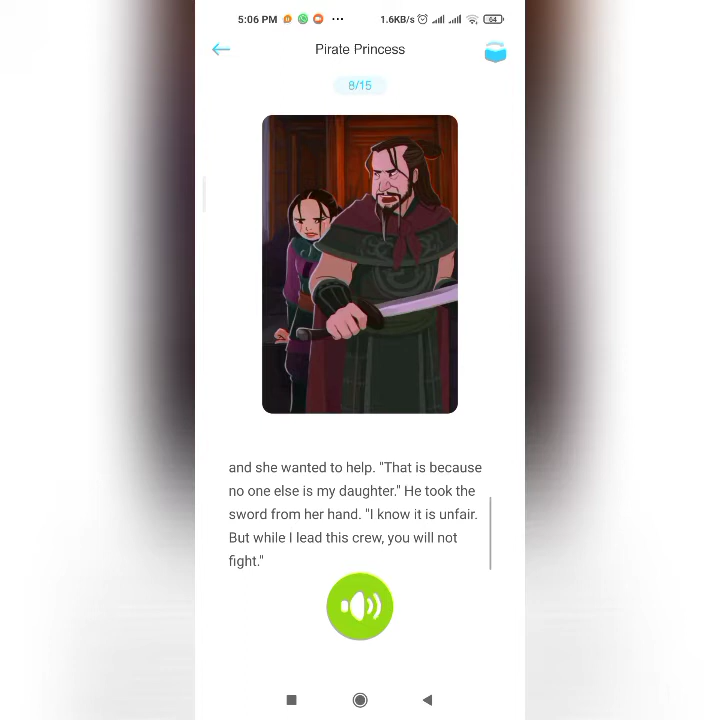 5:06 PM ... 1.6KB/s 64
Pirate Princess
8/15
and she wanted to help. "That is because
no one else is my daughter." He took the
sword from her hand. "I know it is unfair.
But while I lead this crew, you will not
fight."